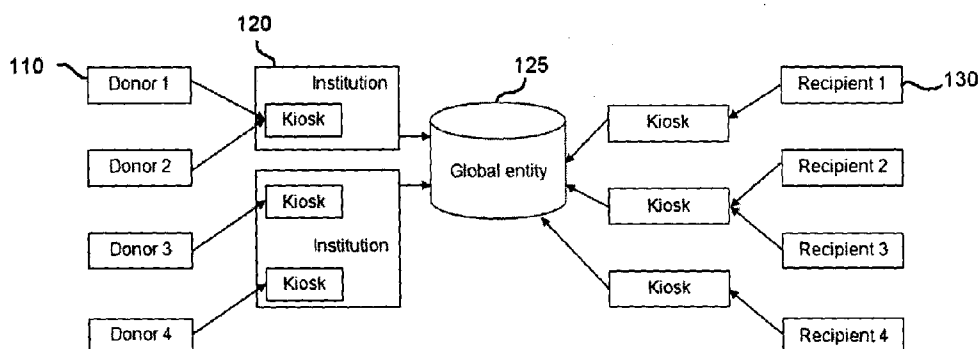 120
125
110
Donor 1
Institution
Recipient 1
130
Kiosk
Kiosk
Donor 2
Global entity
Recipient 2
Kiosk
Kiosk
Donor 3
Institution
Recipient 3
Kiosk
Kiosk
Donor 4
Recipient 4